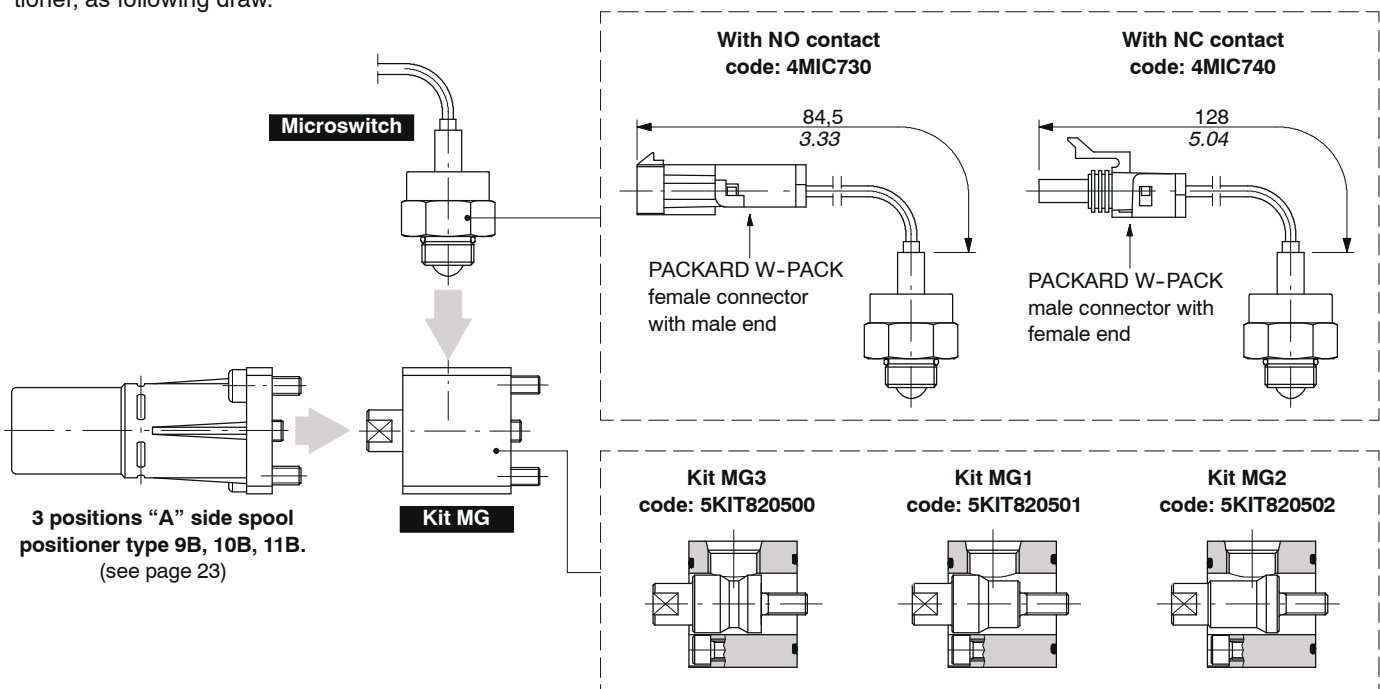 tioner, as following draw.
With NO contact
code: 4MIC730
With NC contact
code: 4MIC740
Microswitch
84,5
3.33
128
5.04
PACKARD W-PACK
female connector
with male end
PACKARD W-PACK
male connector with
female end
3 positions “A” side spool
positioner type 9B, 10B, 11B.
(see page 23)
Kit MG
Kit MG3
code: 5KIT820500
Kit MG1
code: 5KIT820501
Kit MG2
code: 5KIT820502